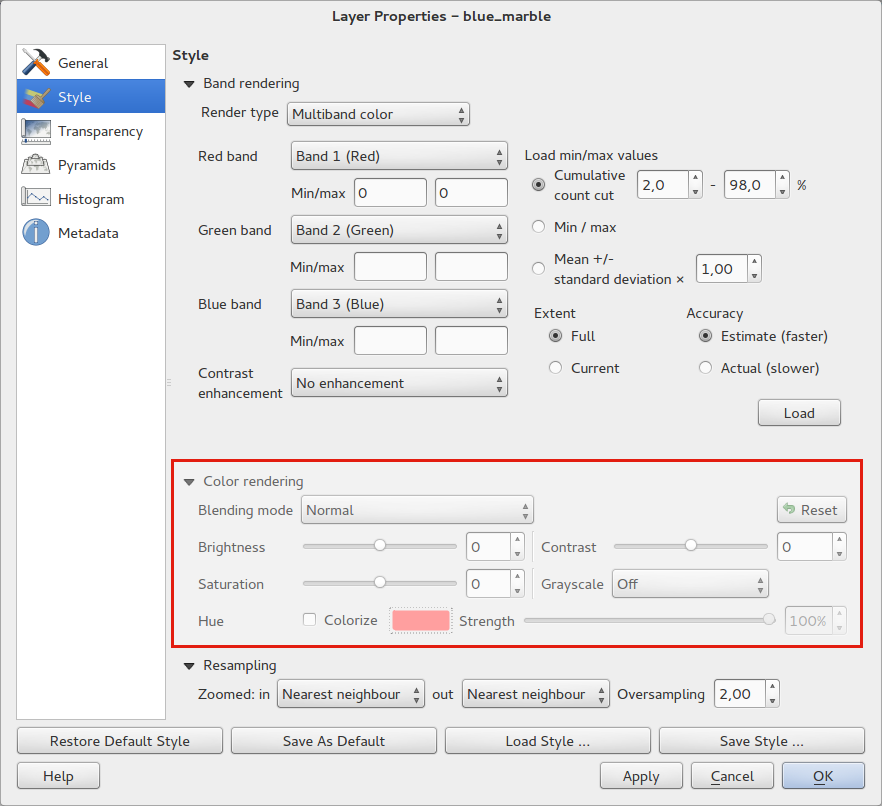 Layer Properties – blue_marble
General
Style
Transparency
Pyramids
Histogram
Metadata
Style
Band rendering
Render type Multiband color
Red band Band 1 (Red)
Min/max 0 0
Green band Band 2 (Green)
Min/max
Blue band Band 3 (Blue)
Min/max
Contrast
enhancement No enhancement
Load min/max values
Cumulative
count cut 2,0 - 98,0 %
Min / max
Mean +/-
standard deviation × 1,00
Extent
Full
Current
Accuracy
Estimate (faster)
Actual (slower)
Load
Color rendering
Blending mode Normal Reset
Brightness 0 Contrast 0
Saturation 0 Grayscale Off
Hue Colorize Strength 100%
Resampling
Zoomed: in Nearest neighbour out Nearest neighbour Oversampling 2,00
Restore Default Style Save As Default Load Style ... Save Style ...
Help Apply Cancel OK